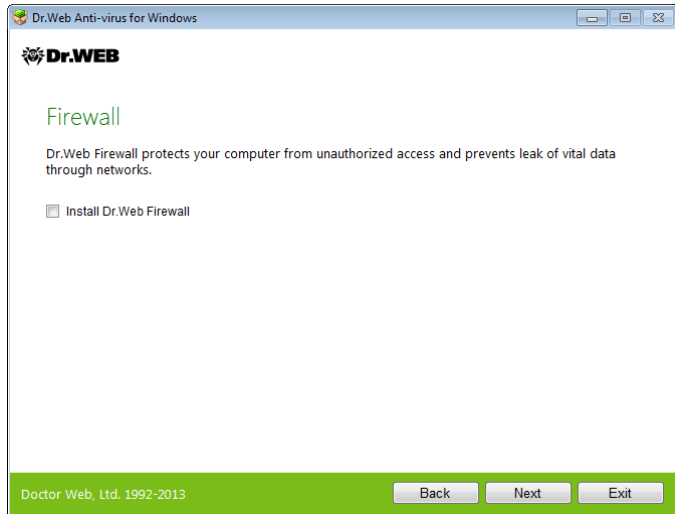 Dr.Web Anti-virus for Windows
Dr.WEB
Firewall
Dr.Web Firewall protects your computer from unauthorized access and prevents leak of vital data
through networks.
Install Dr.Web Firewall
Doctor Web, Ltd. 1992-2013
Back
Next
Exit